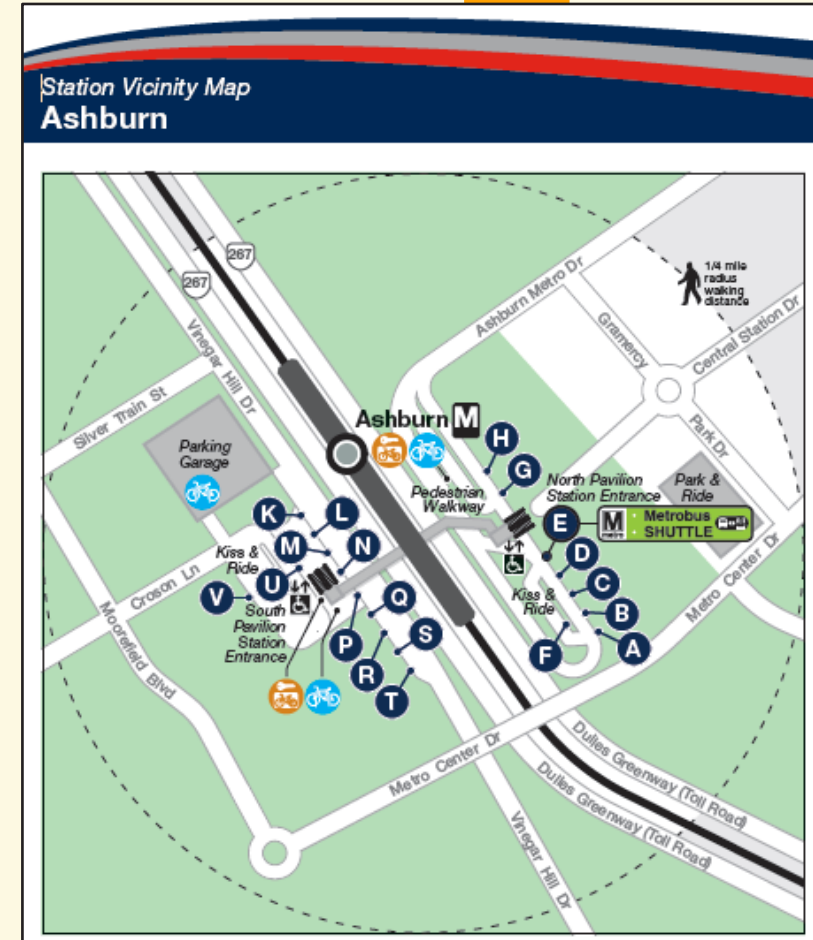 Station Vicinity Map
Ashburn
267
267
1/4 mile
radius
walking
distance
Ashburn Metro Dr
Gramercy
Central Station Dr
Park Dr
Vinegar Hill Dr
Silver Train St
Parking
Garage
Ashburn M
H
G
Pedestrian
Walkway
North Pavilion
Station Entrance
Park &
Ride
E
M
metro
Metrobus
SHUTTLE
D
C
B
A
F
Kiss &
Ride
Metro Center Dr
K
L
M
N
Kiss &
Ride
U
V
Croson Ln
South
Pavilion
Station
Entrance
Q
P
S
R
T
Moorefield Blvd
Metro Center Dr
Dulles Greenway (Toll Road)
Dulles Greenway (Toll Road)
Vinegar Hill Dr